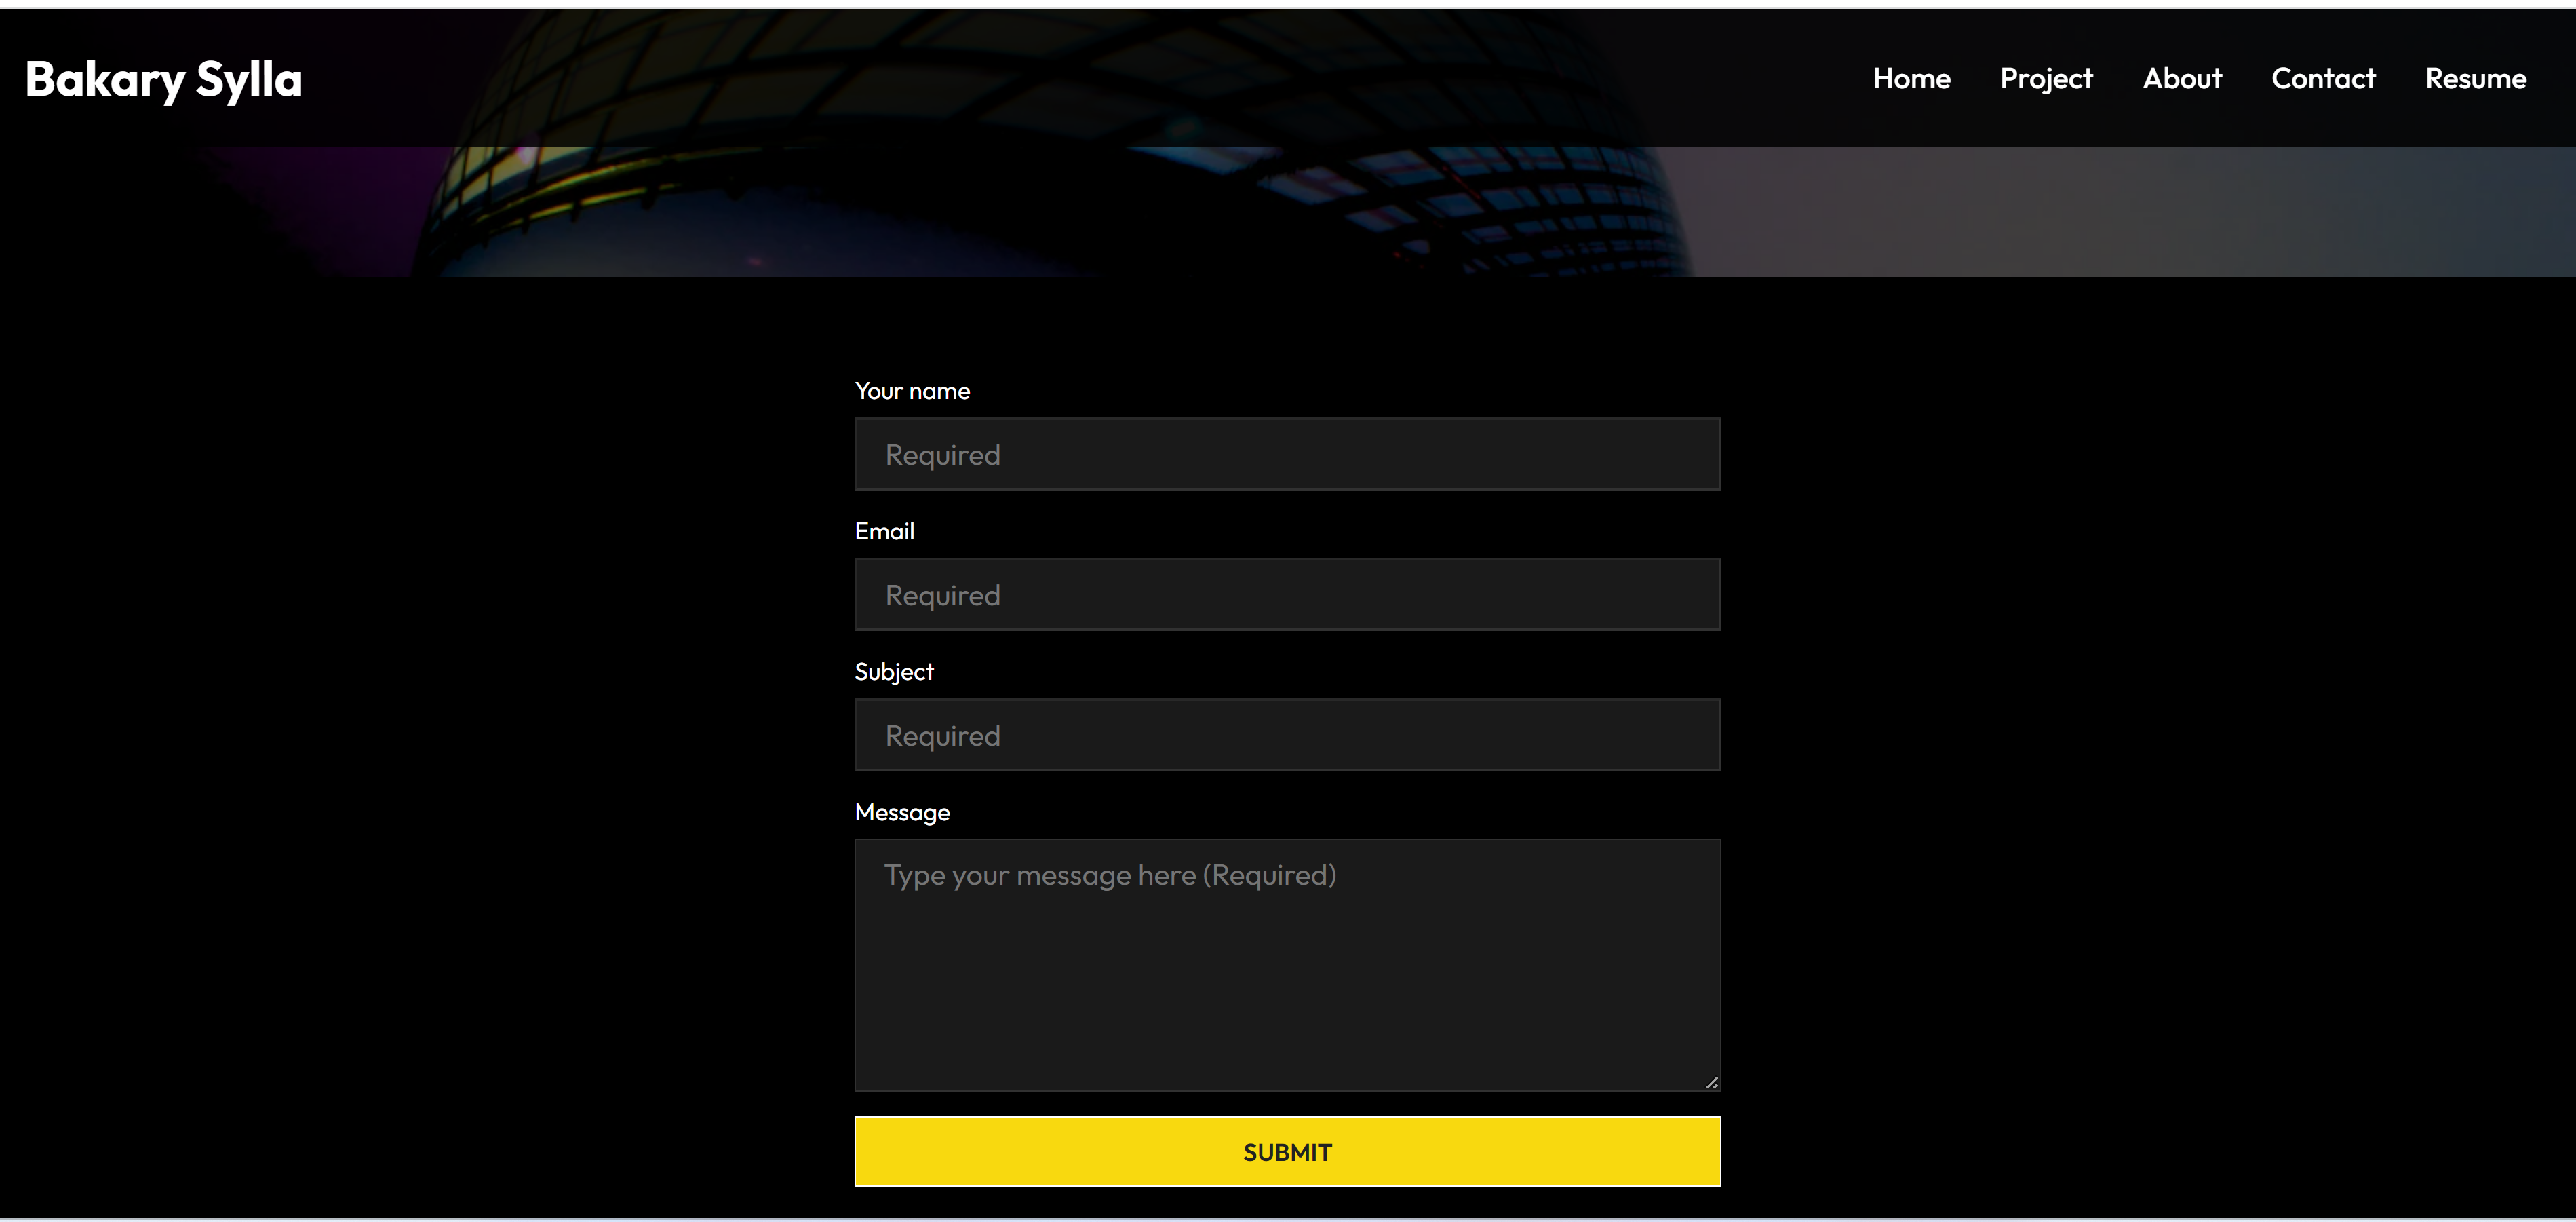 Bakary Sylla
Home Project About Contact Resume
Your name
Required
Email
Required
Subject
Required
Message
Type your message here (Required)
SUBMIT